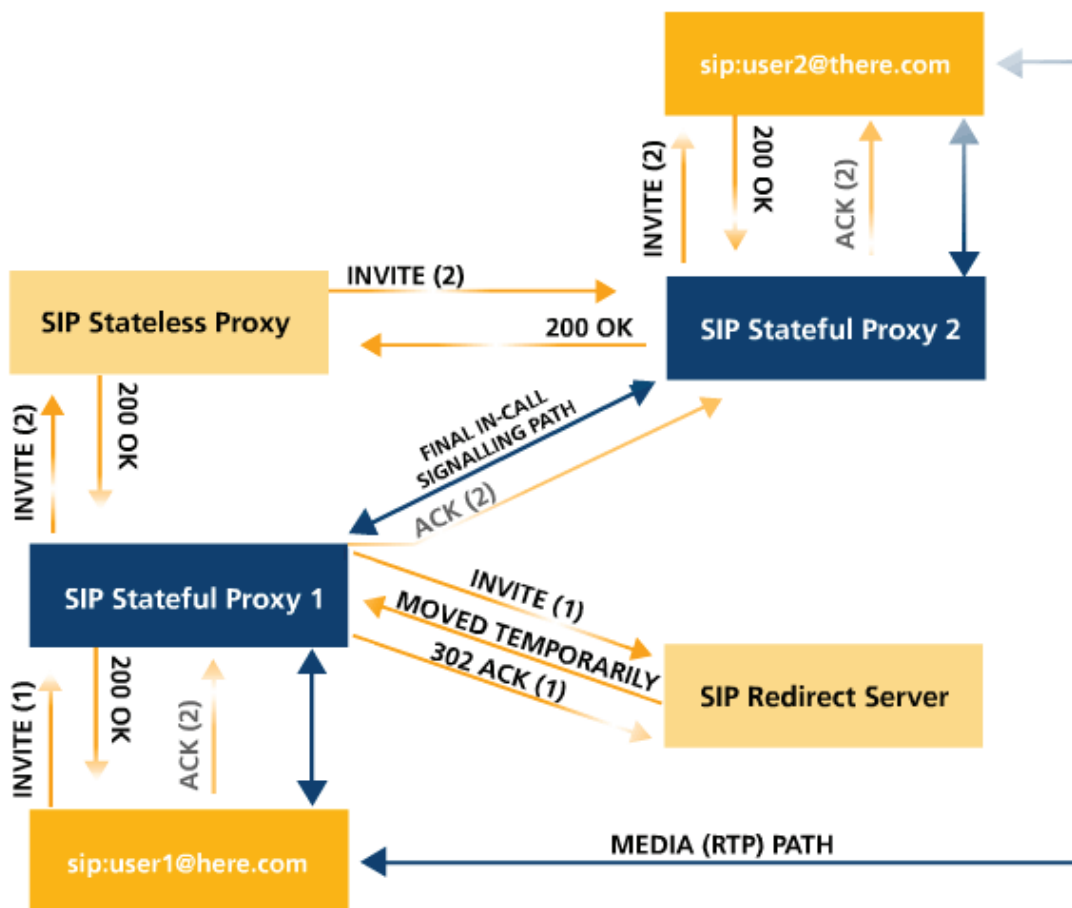 sip:user2@there.com
INVITE (2)
200 OK
ACK (2)
INVITE (2)
SIP Stateless Proxy
200 OK
SIP Stateful Proxy 2
INVITE (2)
200 OK
FINAL IN-CALL
SIGNALLING PATH
ACK (2)
SIP Stateful Proxy 1
INVITE (1)
MOVED TEMPORARILY
302 ACK (1)
SIP Redirect Server
INVITE (1)
200 OK
ACK (2)
sip:user1@here.com
MEDIA (RTP) PATH